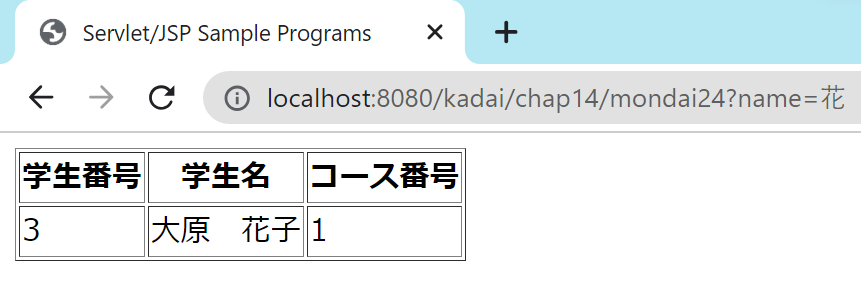 Servlet/JSP Sample Programs
localhost:8080/kadai/chap14/mondai24?name=花
学生番号 学生名 コース番号
3 大原　花子 1